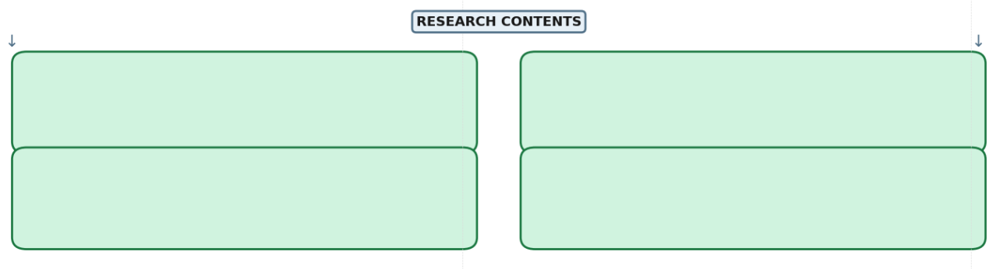 RESEARCH CONTENTS
↓ ↓